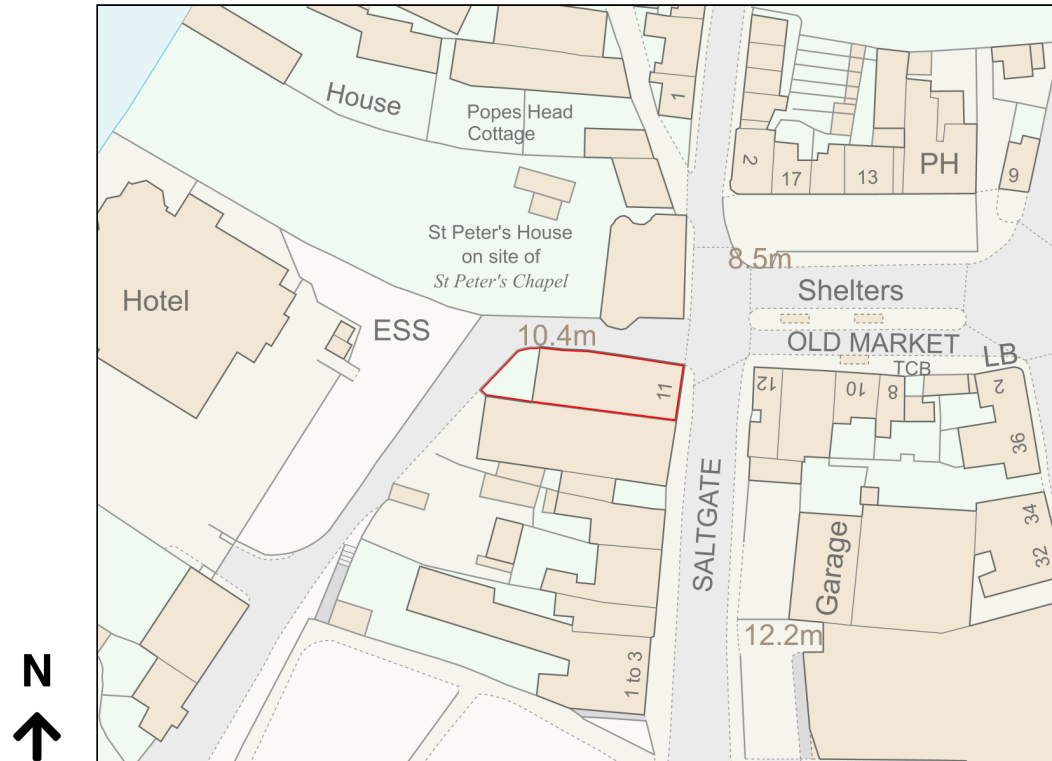 House
Popes Head
Cottage
1
2
17
13
PH
9
St Peter's House
on site of
St Peter's Chapel
8.5m
Hotel
Shelters
ESS
10.4m
OLD MARKET
LB
TCB
11
12
10
8
2
36
SALTGATE
34
32
Garage
12.2m
1 to 3
N